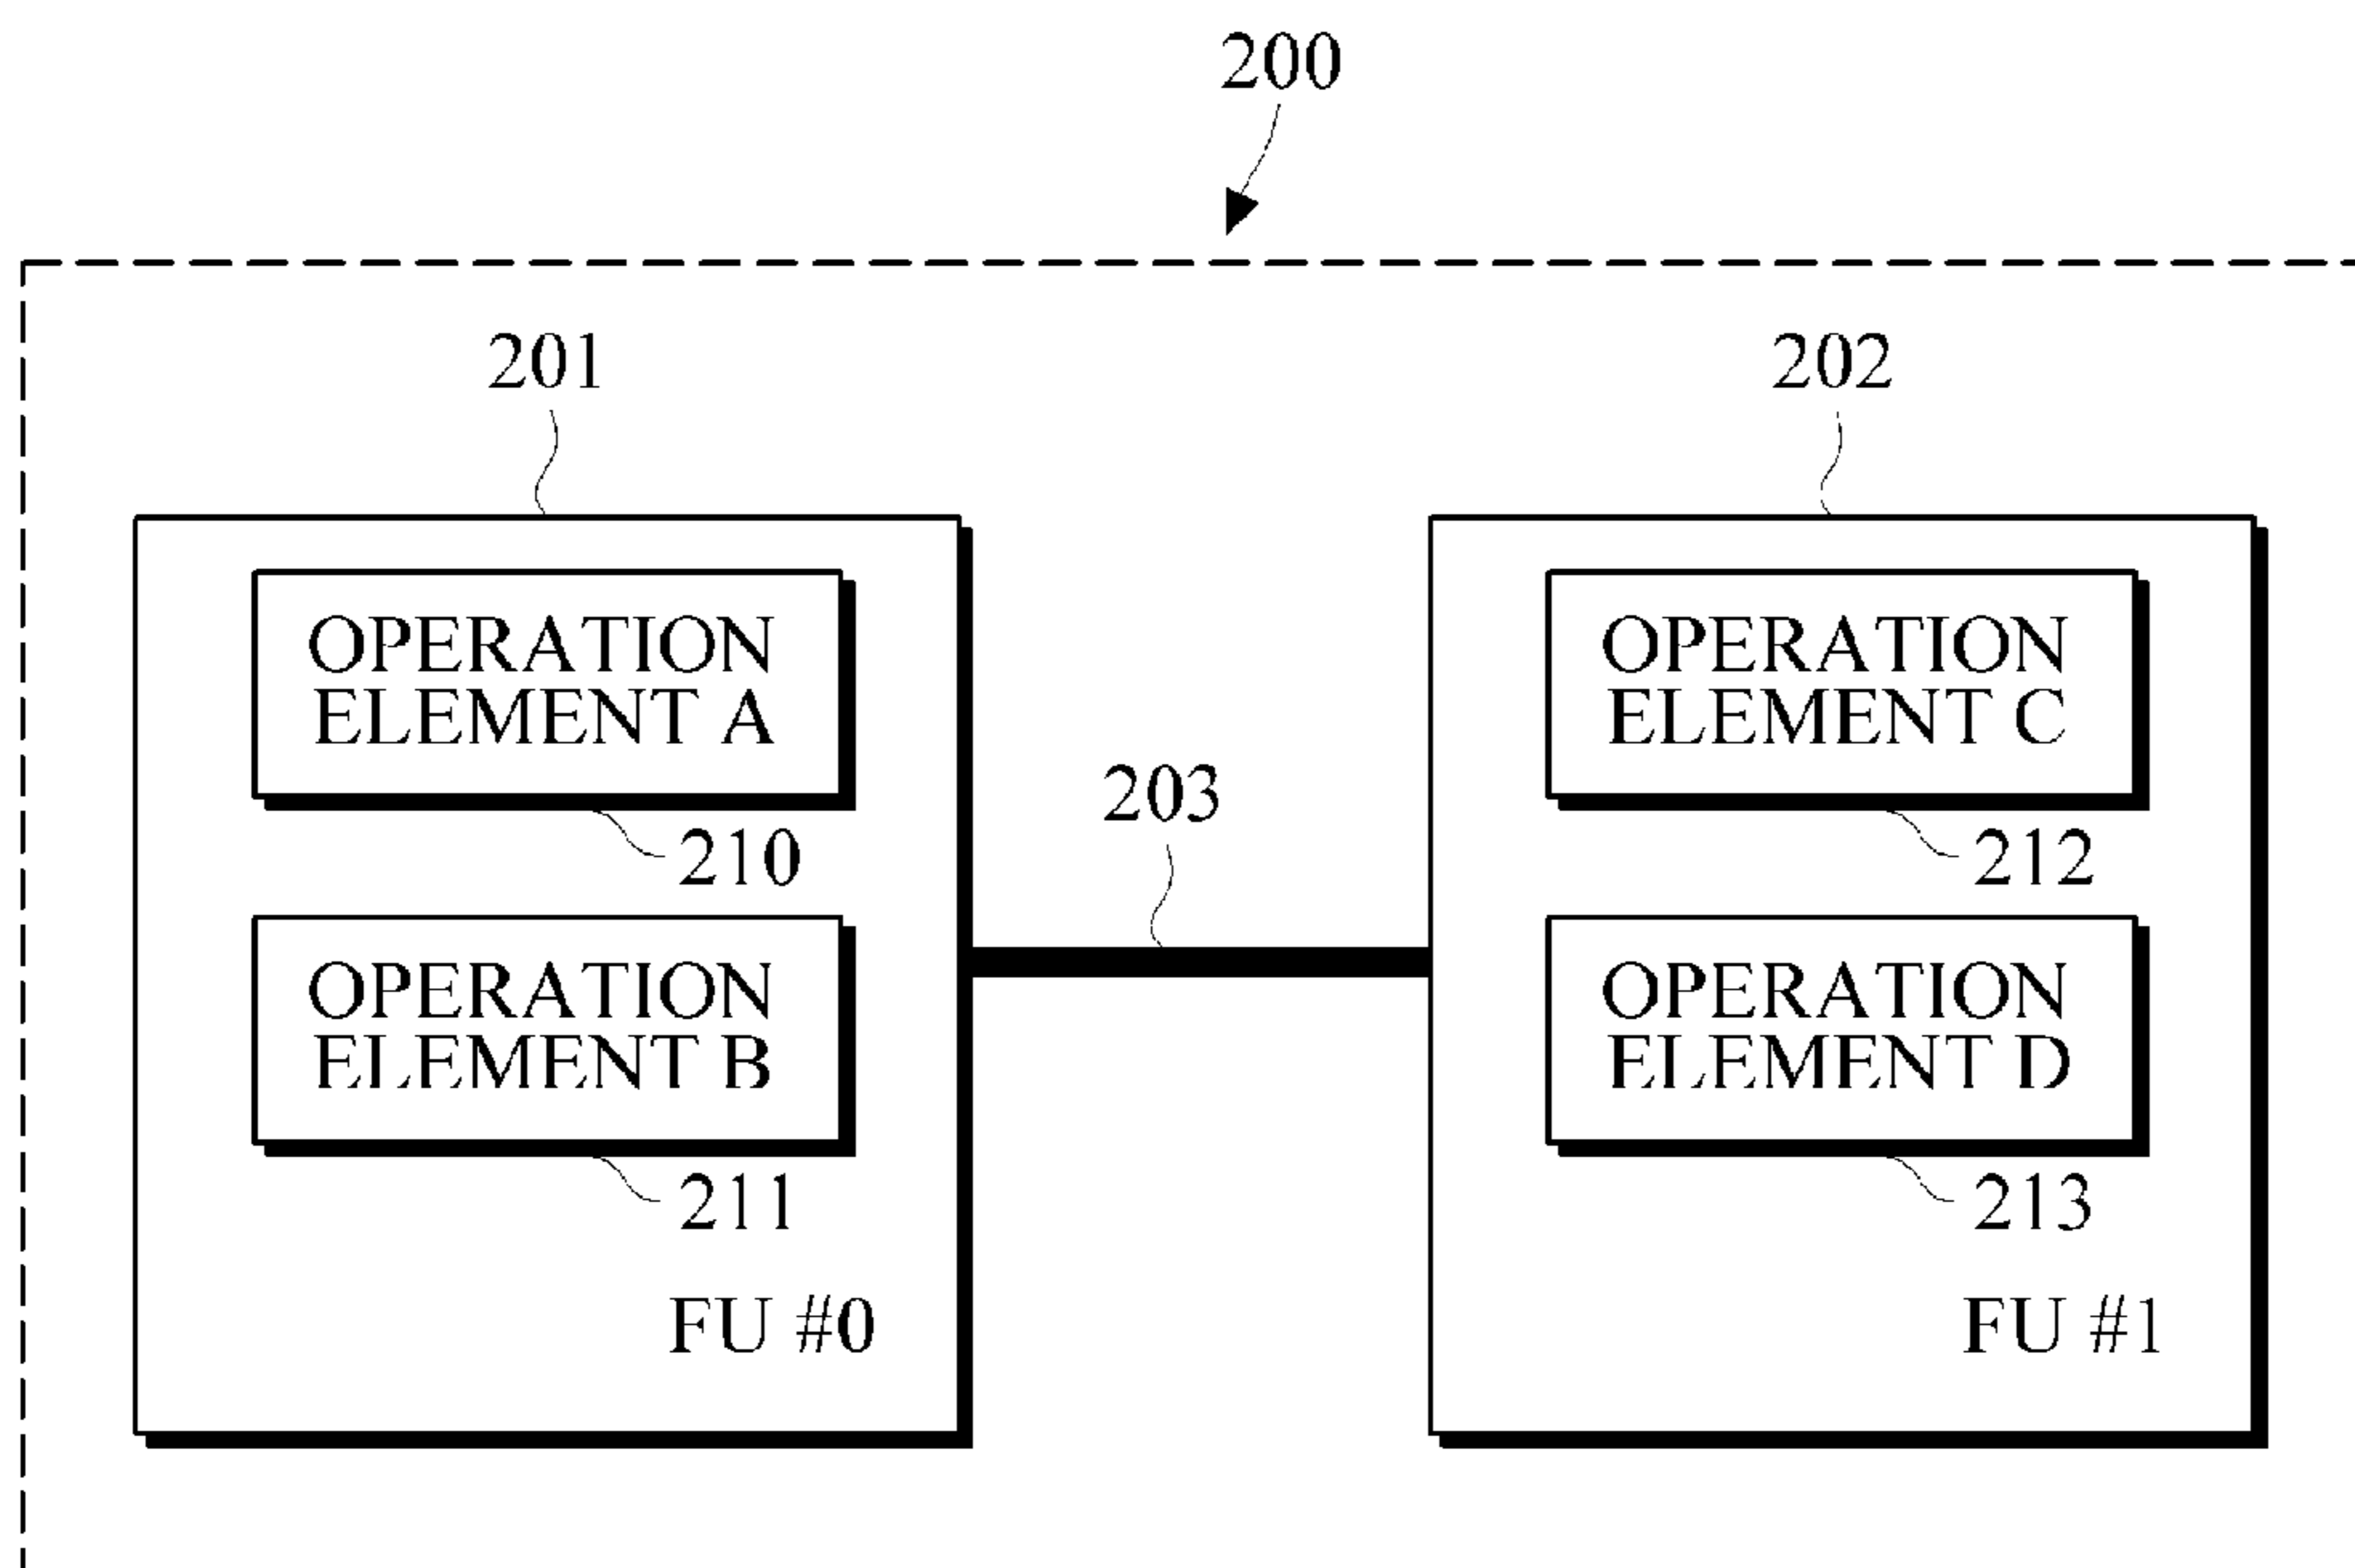 200
201
202
OPERATION
ELEMENT A
210
OPERATION
ELEMENT B
211
FU #0
203
OPERATION
ELEMENT C
212
OPERATION
ELEMENT D
213
FU #1